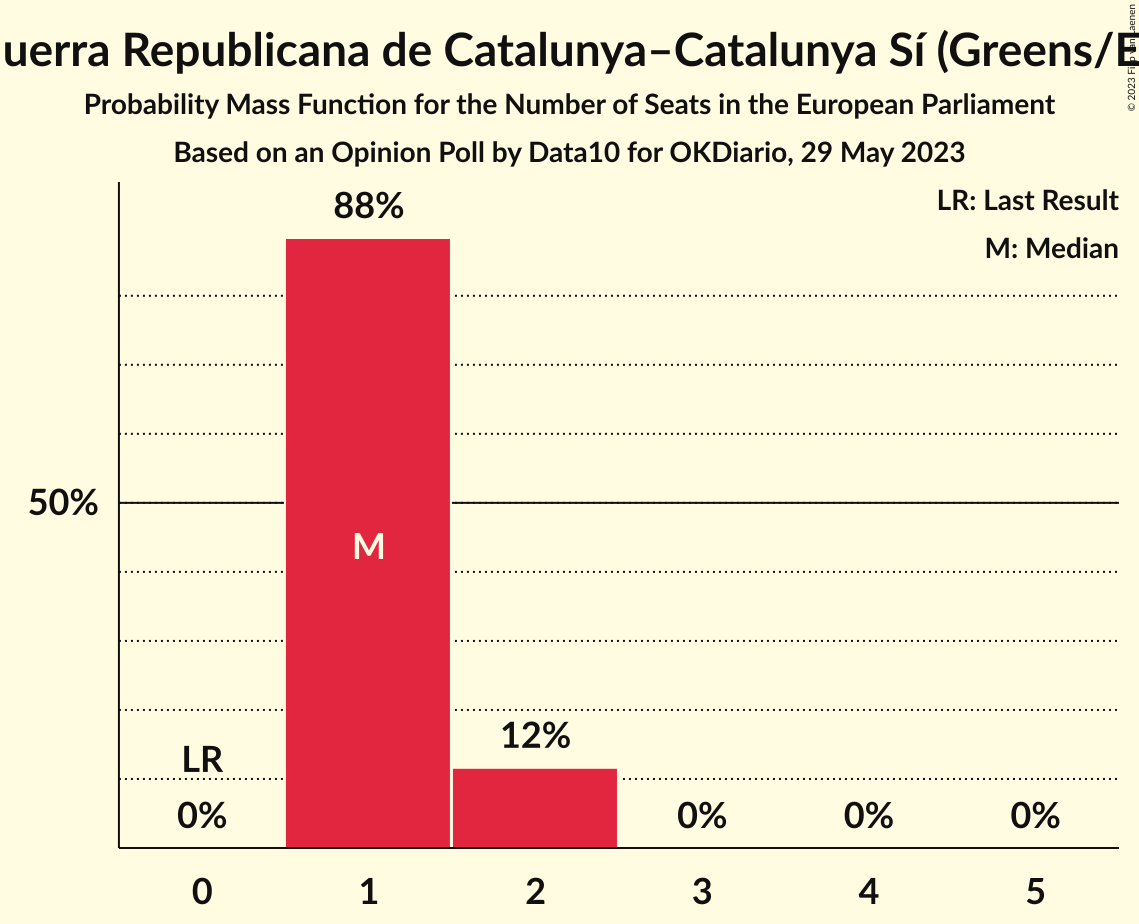 uerra Republicana de Catalunya–Catalunya Sí (Greens/E
Probability Mass Function for the Number of Seats in the European Parliament
Based on an Opinion Poll by Data10 for OKDiario, 29 May 2023
© 2023
LR: Last Result
M: Median
88%
50%
M
12%
LR
0%
0%
0%
0%
0
1
2
3
4
5